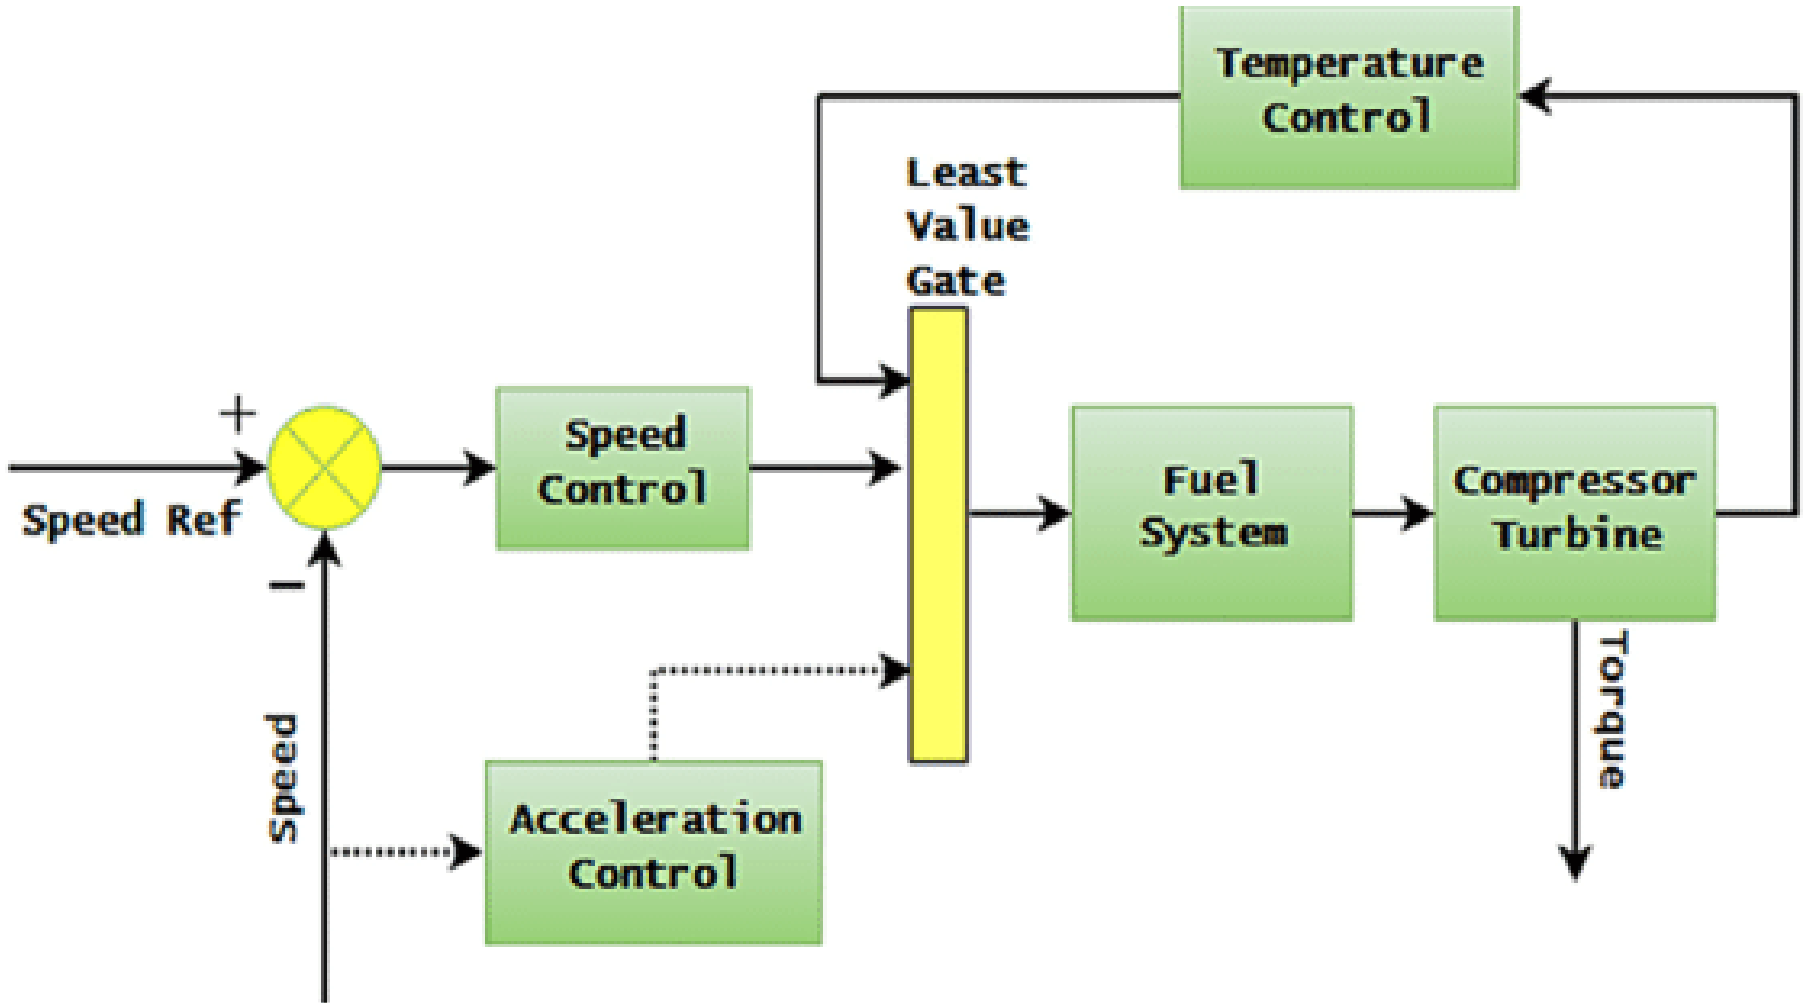 Temperature
Control
Least
Value
Gate
+
Speed
Control
Speed Ref
Fuel
System
Compressor
Turbine
−
Speed
Torque
Acceleration
Control